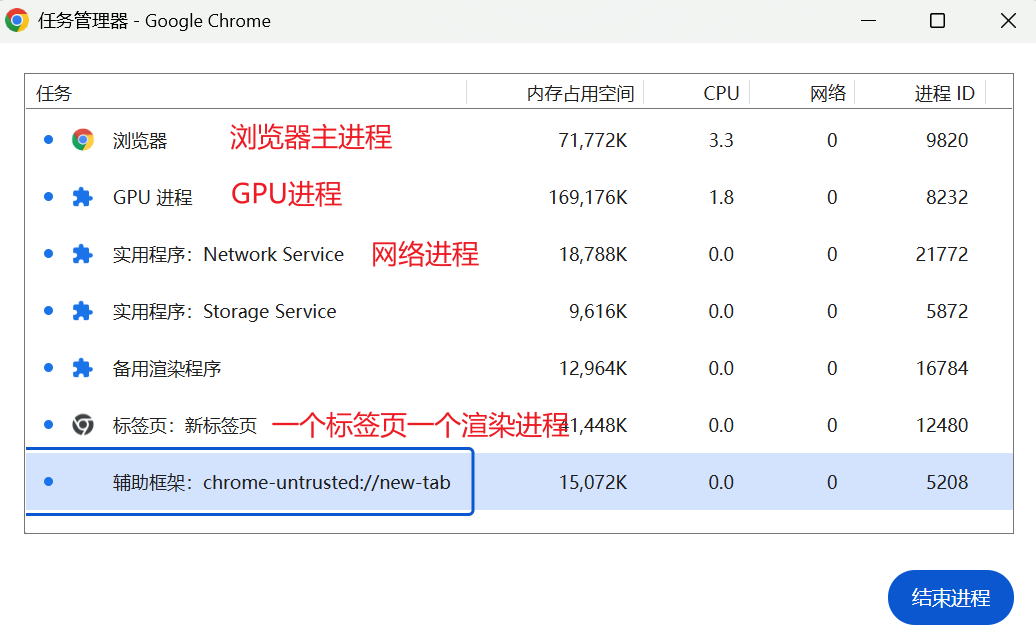 任务管理器 - Google Chrome
任务 内存占用空间 CPU 网络 进程 ID
浏览器 浏览器主进程 71,772K 3.3 0 9820
GPU 进程 GPU进程 169,176K 1.8 0 8232
实用程序：Network Service 网络进程 18,788K 0.0 0 21772
实用程序：Storage Service 9,616K 0.0 0 5872
备用渲染程序 12,964K 0.0 0 16784
标签页：新标签页 一个标签页一个渲染进程 41,448K 0.0 0 12480
辅助框架：chrome-untrusted://new-tab 15,072K 0.0 0 5208
结束进程